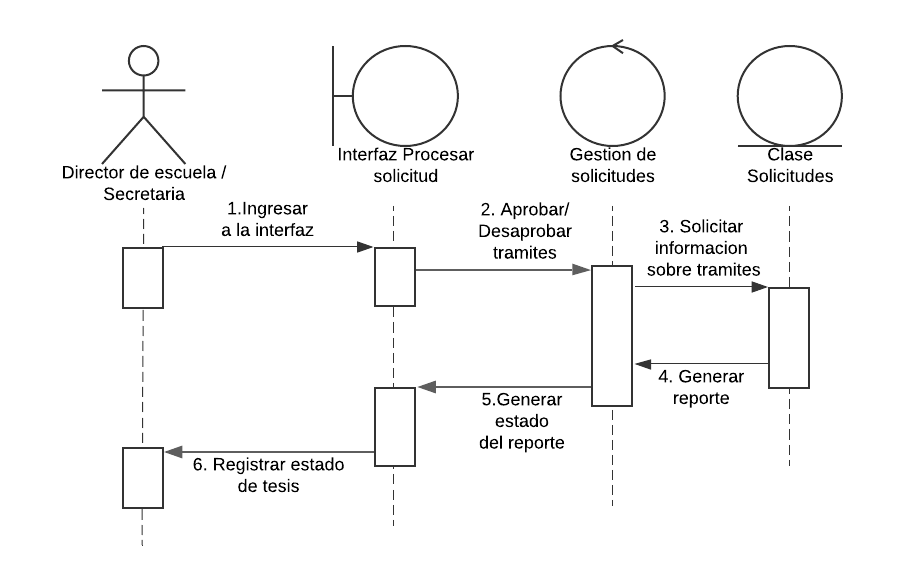 Director de escuela /
Secretaria
Interfaz Procesar
solicitud
Gestion de
solicitudes
Clase
Solicitudes
1.Ingresar
a la interfaz
2. Aprobar/
Desaprobar
tramites
3. Solicitar
informacion
sobre tramites
4. Generar
reporte
5.Generar
estado
del reporte
6. Registrar estado
de tesis